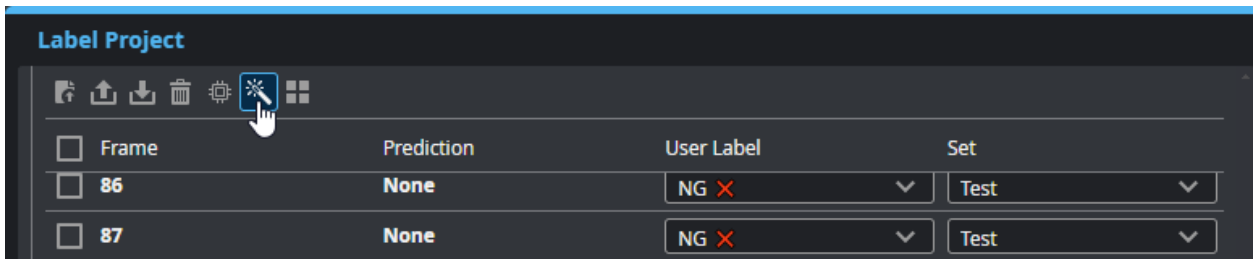 Label Project
Frame Prediction User Label Set
86 None NG Test
87 None NG Test